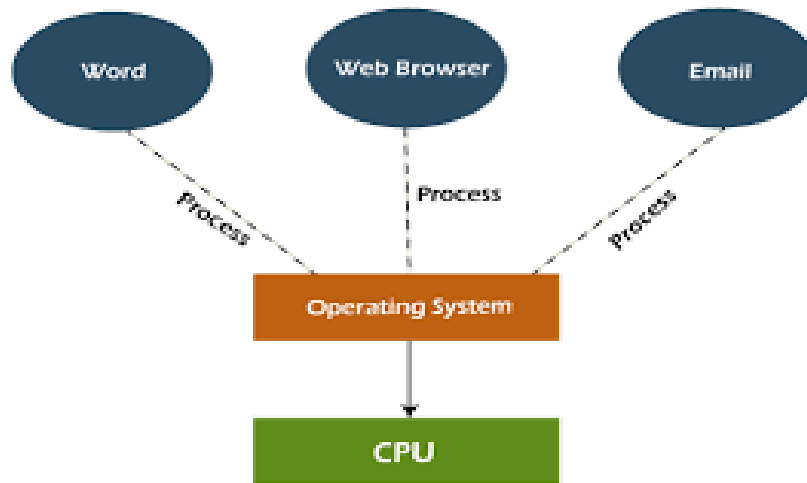 Word
Web Browser
Email
Process
Process
Process
Operating System
CPU